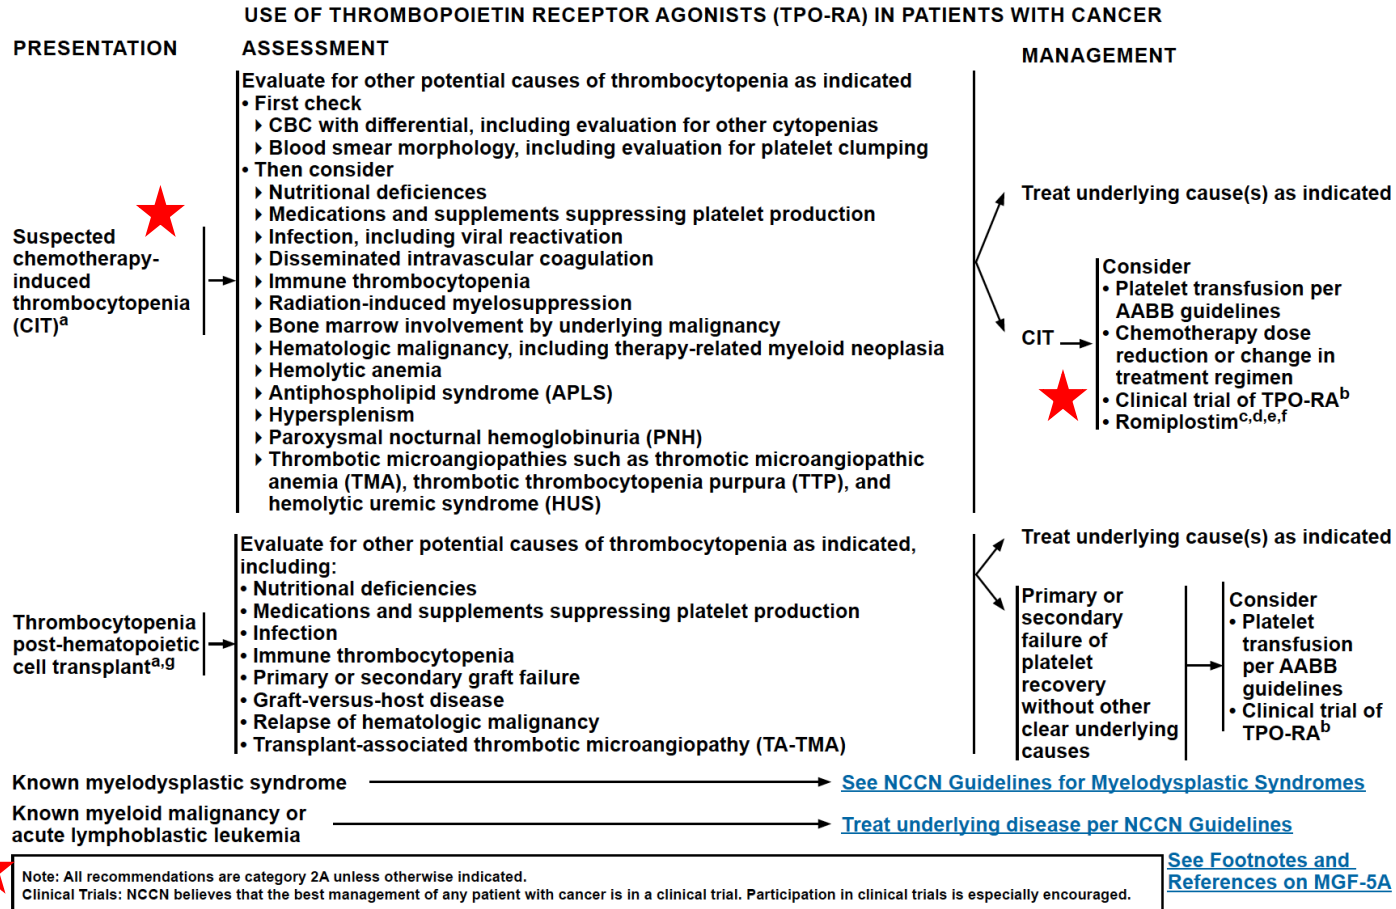 USE OF THROMBOPOIETIN RECEPTOR AGONISTS (TPO-RA) IN PATIENTS WITH CANCER
PRESENTATION
ASSESSMENT
MANAGEMENT
Suspected
chemotherapy-
induced
thrombocytopenia
(CIT)a
Evaluate for other potential causes of thrombocytopenia as indicated
• First check
CBC with differential, including evaluation for other cytopenias
Blood smear morphology, including evaluation for platelet clumping
• Then consider
Nutritional deficiences
Medications and supplements suppressing platelet production
Infection, including viral reactivation
Disseminated intravascular coagulation
Immune thrombocytopenia
Radiation-induced myelosuppression
Bone marrow involvement by underlying malignancy
Hematologic malignancy, including therapy-related myeloid neoplasia
Hemolytic anemia
Antiphospholipid syndrome (APLS)
Hypersplenism
Paroxysmal nocturnal hemoglobinuria (PNH)
Thrombotic microangiopathies such as thromotic microangiopathic
anemia (TMA), thrombotic thrombocytopenia purpura (TTP), and
hemolytic uremic syndrome (HUS)
Treat underlying cause(s) as indicated
CIT
Consider
• Platelet transfusion per
AABB guidelines
• Chemotherapy dose
reduction or change in
treatment regimen
• Clinical trial of TPO-RAb
• Romiplostimc,d,e,f
Thrombocytopenia
post-hematopoietic
cell transplanta,g
Evaluate for other potential causes of thrombocytopenia as indicated,
including:
• Nutritional deficiencies
• Medications and supplements suppressing platelet production
• Infection
• Immune thrombocytopenia
• Primary or secondary graft failure
• Graft-versus-host disease
• Relapse of hematologic malignancy
• Transplant-associated thrombotic microangiopathy (TA-TMA)
Treat underlying cause(s) as indicated
Primary or
secondary
failure of
platelet
recovery
without other
clear underlying
causes
Consider
• Platelet
transfusion
per AABB
guidelines
• Clinical trial of
TPO-RAb
Known myelodysplastic syndrome
See NCCN Guidelines for Myelodysplastic Syndromes
Known myeloid malignancy or
acute lymphoblastic leukemia
Treat underlying disease per NCCN Guidelines
Note: All recommendations are category 2A unless otherwise indicated.
Clinical Trials: NCCN believes that the best management of any patient with cancer is in a clinical trial. Participation in clinical trials is especially encouraged.
See Footnotes and
References on MGF-5A